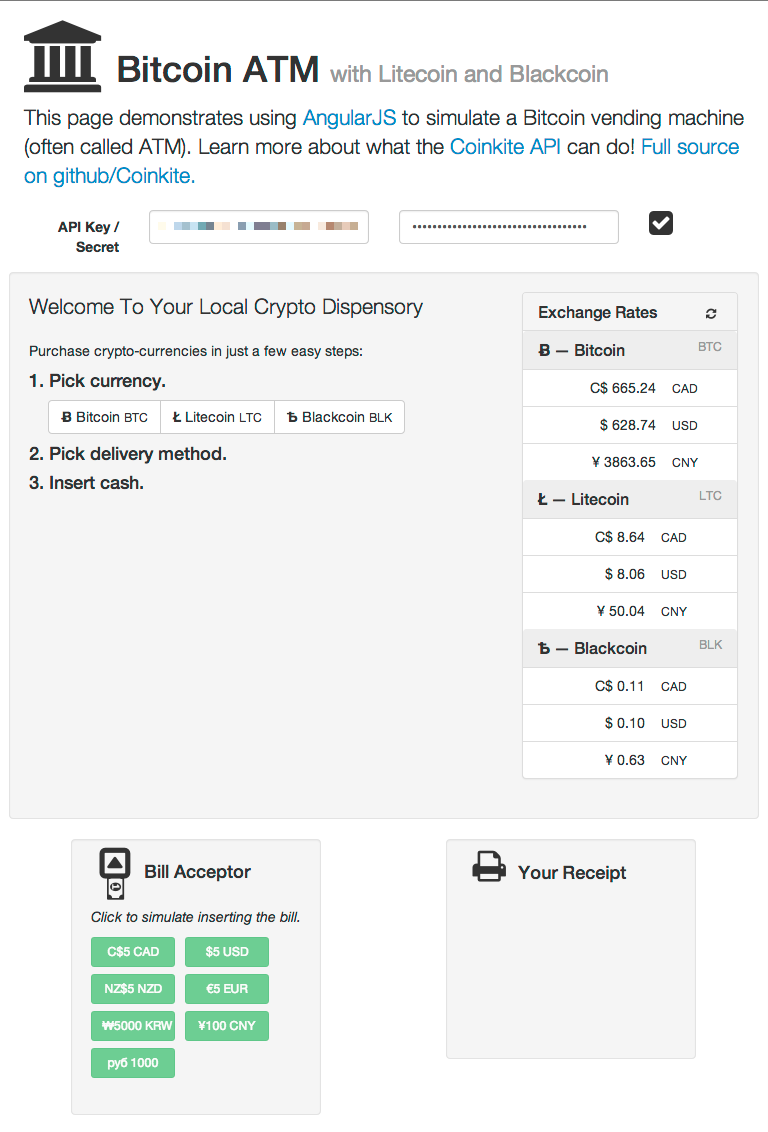 Bitcoin ATM with Litecoin and Blackcoin
This page demonstrates using AngularJS to simulate a Bitcoin vending machine
(often called ATM). Learn more about what the Coinkite API can do! Full source
on github/Coinkite.
API Key /
Secret
Welcome To Your Local Crypto Dispensory
Purchase crypto-currencies in just a few easy steps:
1. Pick currency.
Ƀ Bitcoin BTC
Ł Litecoin LTC
Ѣ Blackcoin BLK
2. Pick delivery method.
3. Insert cash.
Exchange Rates
Ƀ — Bitcoin BTC
C$ 665.24 CAD
$ 628.74 USD
¥ 3863.65 CNY
Ł — Litecoin LTC
C$ 8.64 CAD
$ 8.06 USD
¥ 50.04 CNY
Ѣ — Blackcoin BLK
C$ 0.11 CAD
$ 0.10 USD
¥ 0.63 CNY
Bill Acceptor
Click to simulate inserting the bill.
C$5 CAD
$5 USD
NZ$5 NZD
€5 EUR
₩5000 KRW
¥100 CNY
руб 1000
Your Receipt